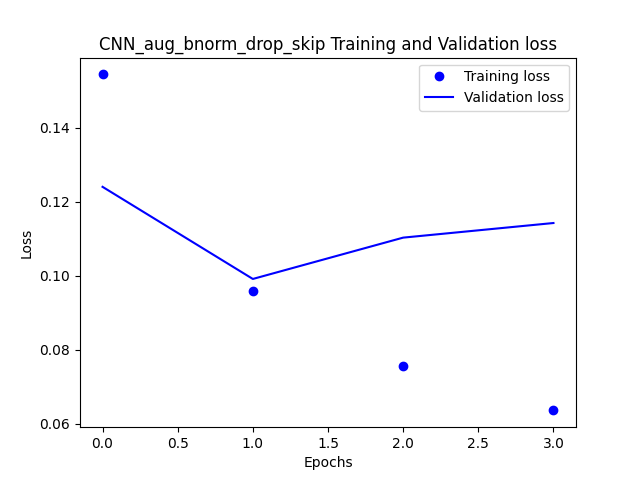 CNN_aug_bnorm_drop_skip Training and Validation loss
Training loss
Validation loss
Loss
0.14
0.12
0.10
0.08
0.06
0.0 0.5 1.0 1.5 2.0 2.5 3.0
Epochs